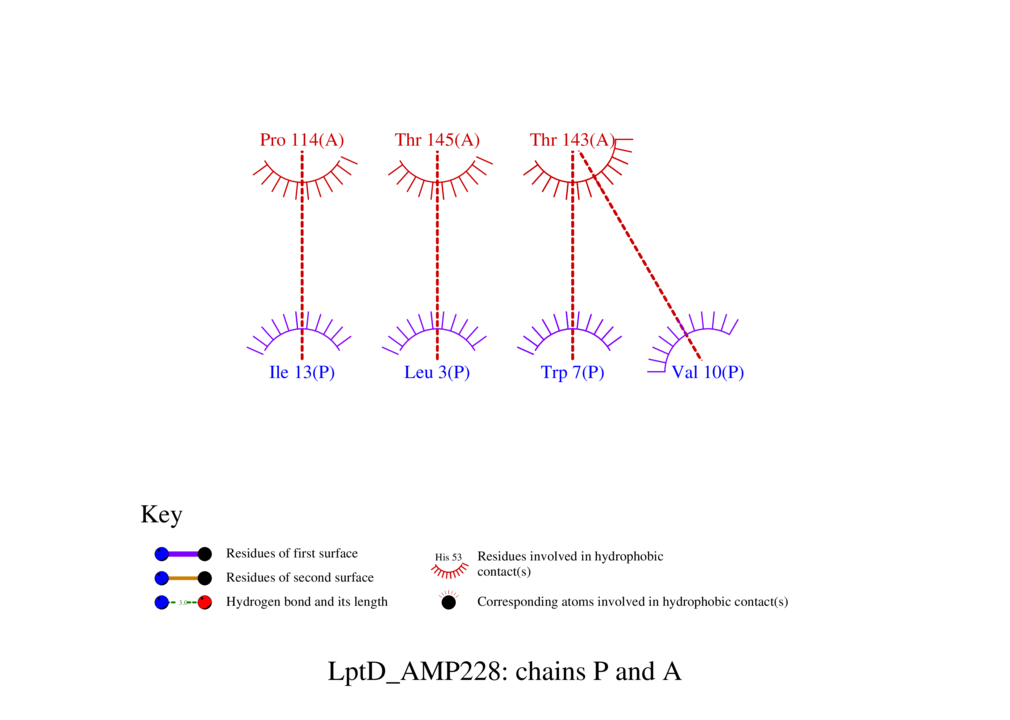 Pro 114(A) Thr 145(A) Thr 143(A)
Ile 13(P) Leu 3(P) Trp 7(P) Val 10(P)
Key
Residues of first surface
Residues of second surface
3.0
Hydrogen bond and its length
His 53
Residues involved in hydrophobic
contact(s)
Corresponding atoms involved in hydrophobic contact(s)
LptD_AMP228: chains P and A